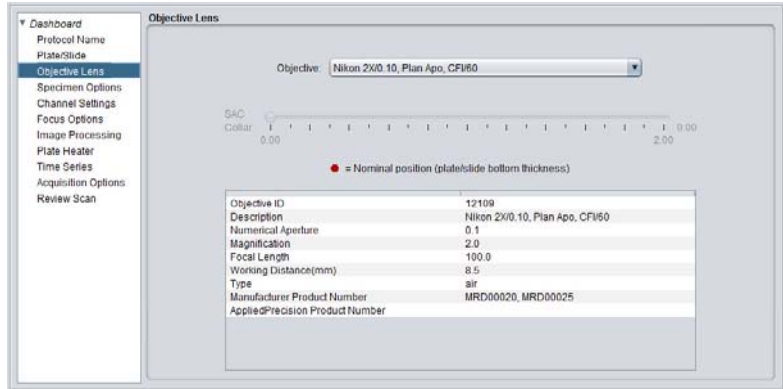 Dashboard
Protocol Name
Plate/Slide
Objective Lens
Specimen Options
Channel Settings
Focus Options
Image Processing
Plate Heater
Time Series
Acquisition Options
Review Scan
Objective Lens
Objective: Nikon 2X/0.10, Plan Apo, CFI/60
SAC
Collar 0.00
0.00 2.00
= Nominal position (plate/slide bottom thickness)
Objective ID 12109
Description Nikon 2X/0.10, Plan Apo, CFI/60
Numerical Aperture 0.1
Magnification 2.0
Focal Length 100.0
Working Distance(mm) 8.5
Type air
Manufacturer Product Number MRD00020, MRD00025
AppliedPrecision Product Number